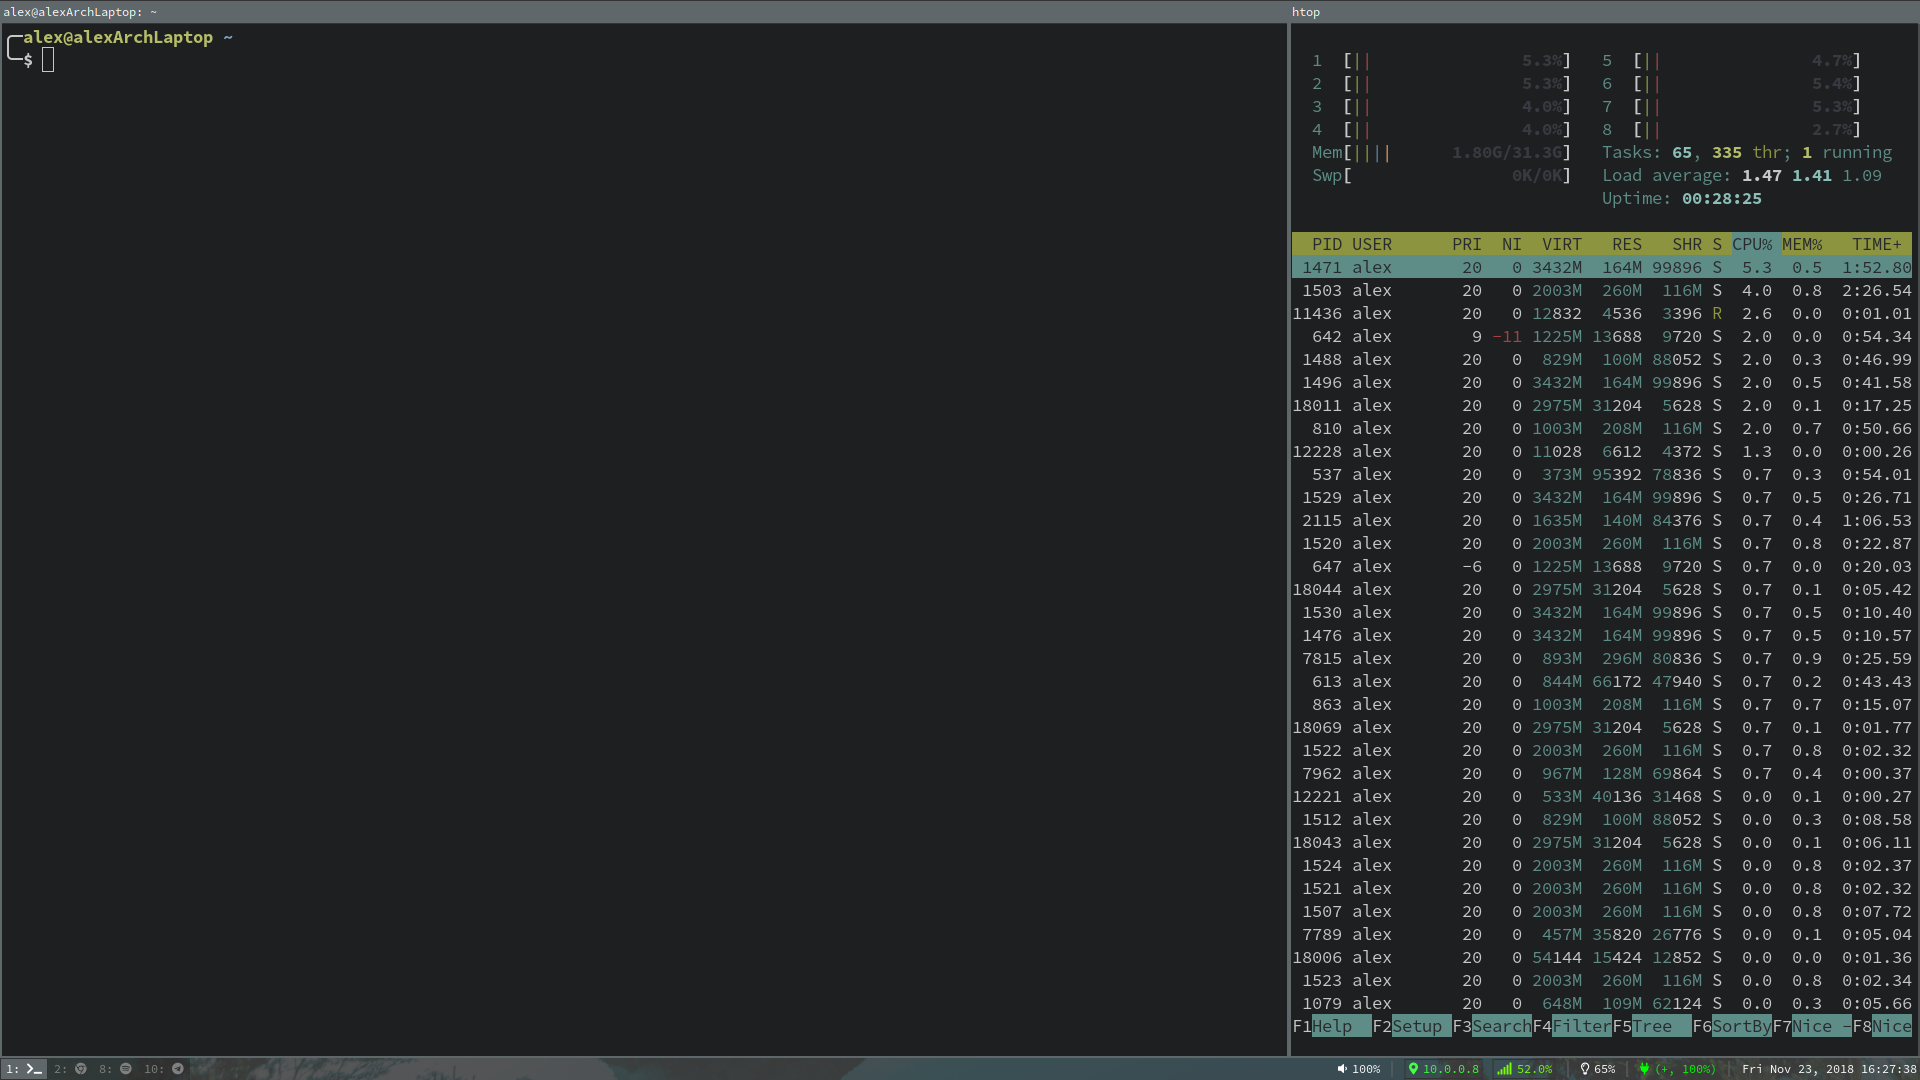 alex@alexArchLaptop: ~
alex@alexArchLaptop ~
$
htop
1 [|| 5.3%] 5 [|| 4.7%]
2 [|| 5.3%] 6 [|| 5.4%]
3 [|| 4.0%] 7 [|| 5.3%]
4 [|| 4.0%] 8 [|| 2.7%]
Mem[|||| 1.80G/31.3G] Tasks: 65, 335 thr; 1 running
Swp[ 0K/0K] Load average: 1.47 1.41 1.09
Uptime: 00:28:25
PID USER PRI NI VIRT RES SHR S CPU% MEM% TIME+
1471 alex 20 0 3432M 164M 99896 S 5.3 0.5 1:52.80
1503 alex 20 0 2003M 260M 116M S 4.0 0.8 2:26.54
11436 alex 20 0 12832 4536 3396 R 2.6 0.0 0:01.01
642 alex 9 -11 1225M 13688 9720 S 2.0 0.0 0:54.34
1488 alex 20 0 829M 100M 88052 S 2.0 0.3 0:46.99
1496 alex 20 0 3432M 164M 99896 S 2.0 0.5 0:41.58
18011 alex 20 0 2975M 31204 5628 S 2.0 0.1 0:17.25
810 alex 20 0 1003M 208M 116M S 2.0 0.7 0:50.66
12228 alex 20 0 11028 6612 4372 S 1.3 0.0 0:00.26
537 alex 20 0 373M 95392 78836 S 0.7 0.3 0:54.01
1529 alex 20 0 3432M 164M 99896 S 0.7 0.5 0:26.71
2115 alex 20 0 1635M 140M 84376 S 0.7 0.4 1:06.53
1520 alex 20 0 2003M 260M 116M S 0.7 0.8 0:22.87
647 alex -6 0 1225M 13688 9720 S 0.7 0.0 0:20.03
18044 alex 20 0 2975M 31204 5628 S 0.7 0.1 0:05.42
1530 alex 20 0 3432M 164M 99896 S 0.7 0.5 0:10.40
1476 alex 20 0 3432M 164M 99896 S 0.7 0.5 0:10.57
7815 alex 20 0 893M 296M 80836 S 0.7 0.9 0:25.59
613 alex 20 0 844M 66172 47940 S 0.7 0.2 0:43.43
863 alex 20 0 1003M 208M 116M S 0.7 0.7 0:15.07
18069 alex 20 0 2975M 31204 5628 S 0.7 0.1 0:01.77
1522 alex 20 0 2003M 260M 116M S 0.7 0.8 0:02.32
7962 alex 20 0 967M 128M 69864 S 0.7 0.4 0:00.37
12221 alex 20 0 533M 40136 31468 S 0.0 0.1 0:00.27
1512 alex 20 0 829M 100M 88052 S 0.0 0.3 0:08.58
18043 alex 20 0 2975M 31204 5628 S 0.0 0.1 0:06.11
1524 alex 20 0 2003M 260M 116M S 0.0 0.8 0:02.37
1521 alex 20 0 2003M 260M 116M S 0.0 0.8 0:02.32
1507 alex 20 0 2003M 260M 116M S 0.0 0.8 0:07.72
7789 alex 20 0 457M 35820 26776 S 0.0 0.1 0:05.04
18006 alex 20 0 54144 15424 12852 S 0.0 0.0 0:01.36
1523 alex 20 0 2003M 260M 116M S 0.0 0.8 0:02.34
1079 alex 20 0 648M 109M 62124 S 0.0 0.3 0:05.66
F1Help F2Setup F3SearchF4FilterF5Tree F6SortByF7Nice -F8Nice
1: 2: 8: 10: 100% 10.0.0.8 52.0% 65% (+, 100%) Fri Nov 23, 2018 16:27:38